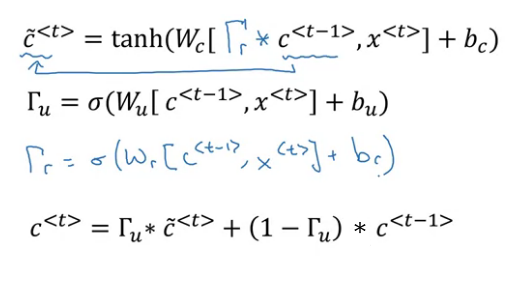 c̃^{<t>} = tanh(W_c[ Γ_r * c^{<t−1>}, x^{<t>}] + b_c)
Γ_u = σ(W_u[ c^{<t−1>}, x^{<t>}] + b_u)
Γ_r = σ(W_r[ c^{<t−1>}, x^{<t>}] + b_r)
c^{<t>} = Γ_u * c̃^{<t>} + (1 − Γ_u) * c^{<t−1>}